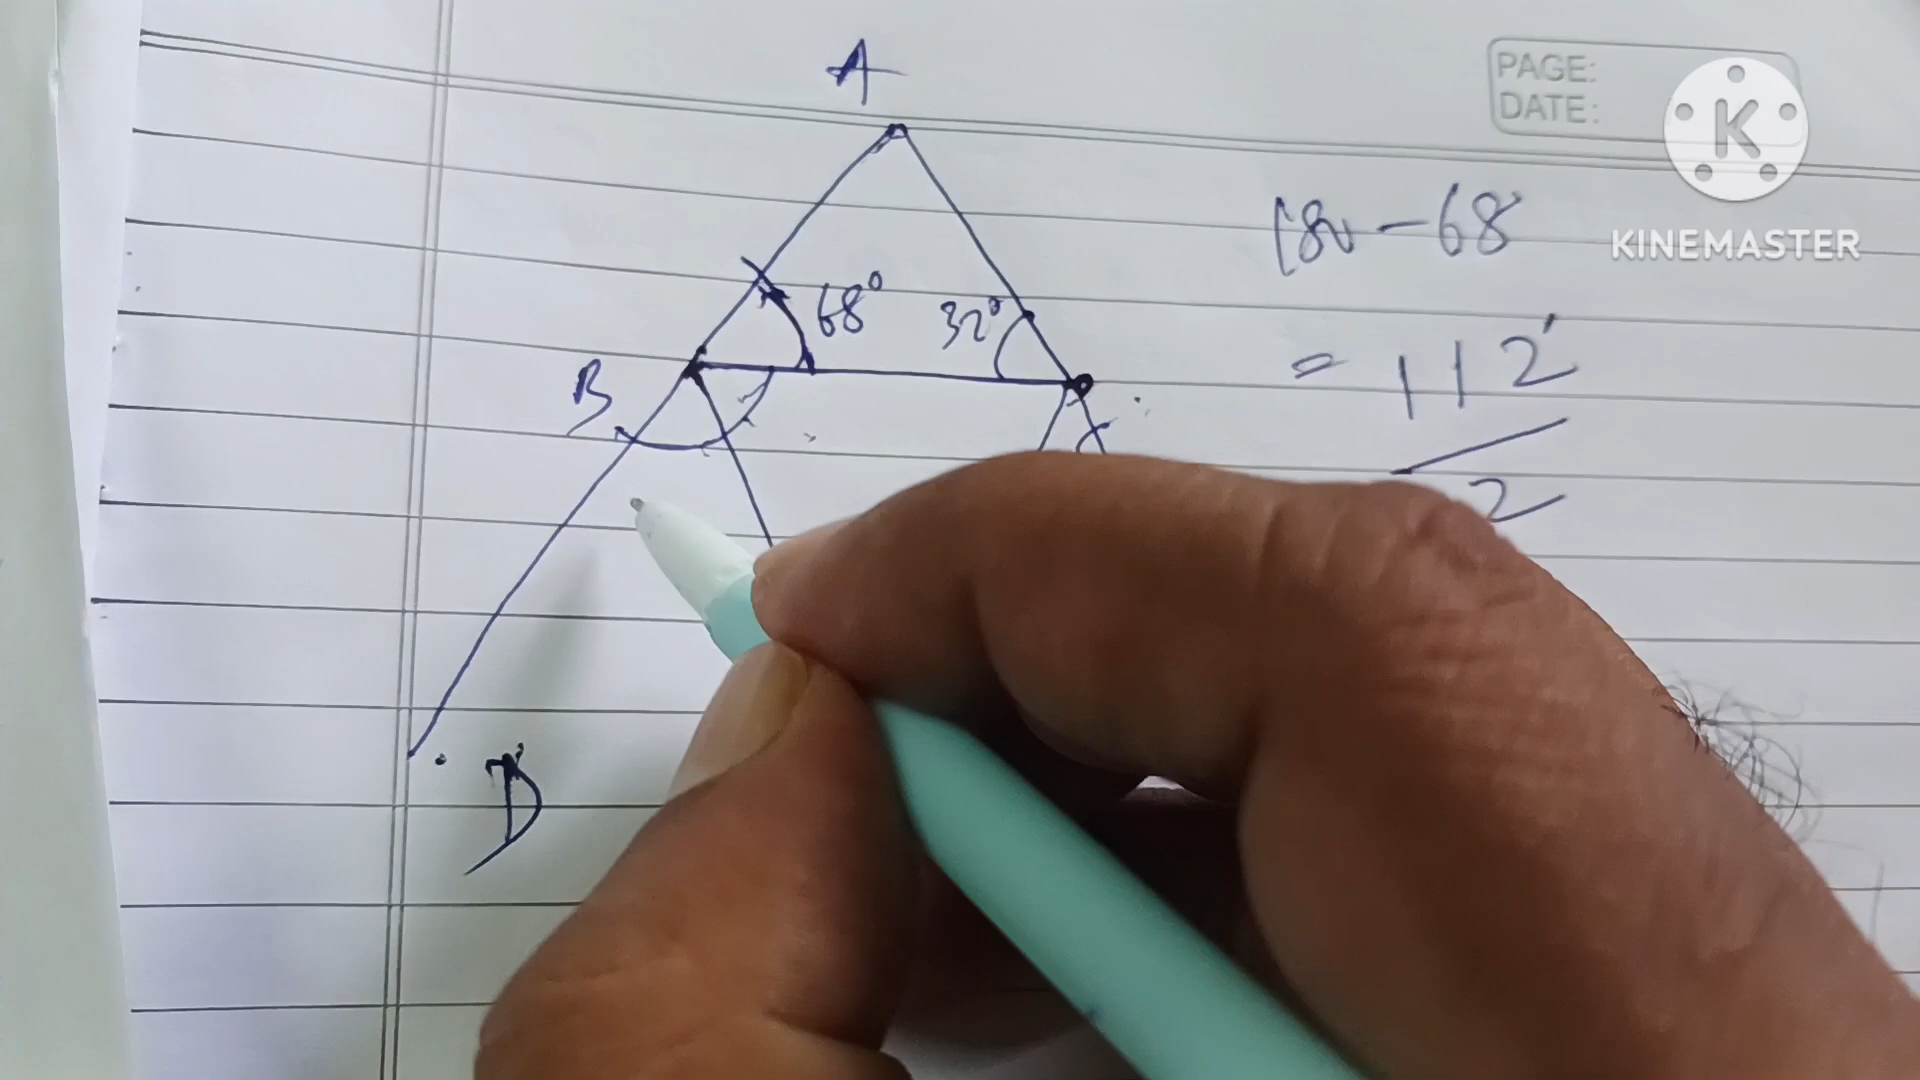 A
PAGE:
DATE:
K
KINEMASTER
180 - 68°
68°
32°
= 112°
B
2
D